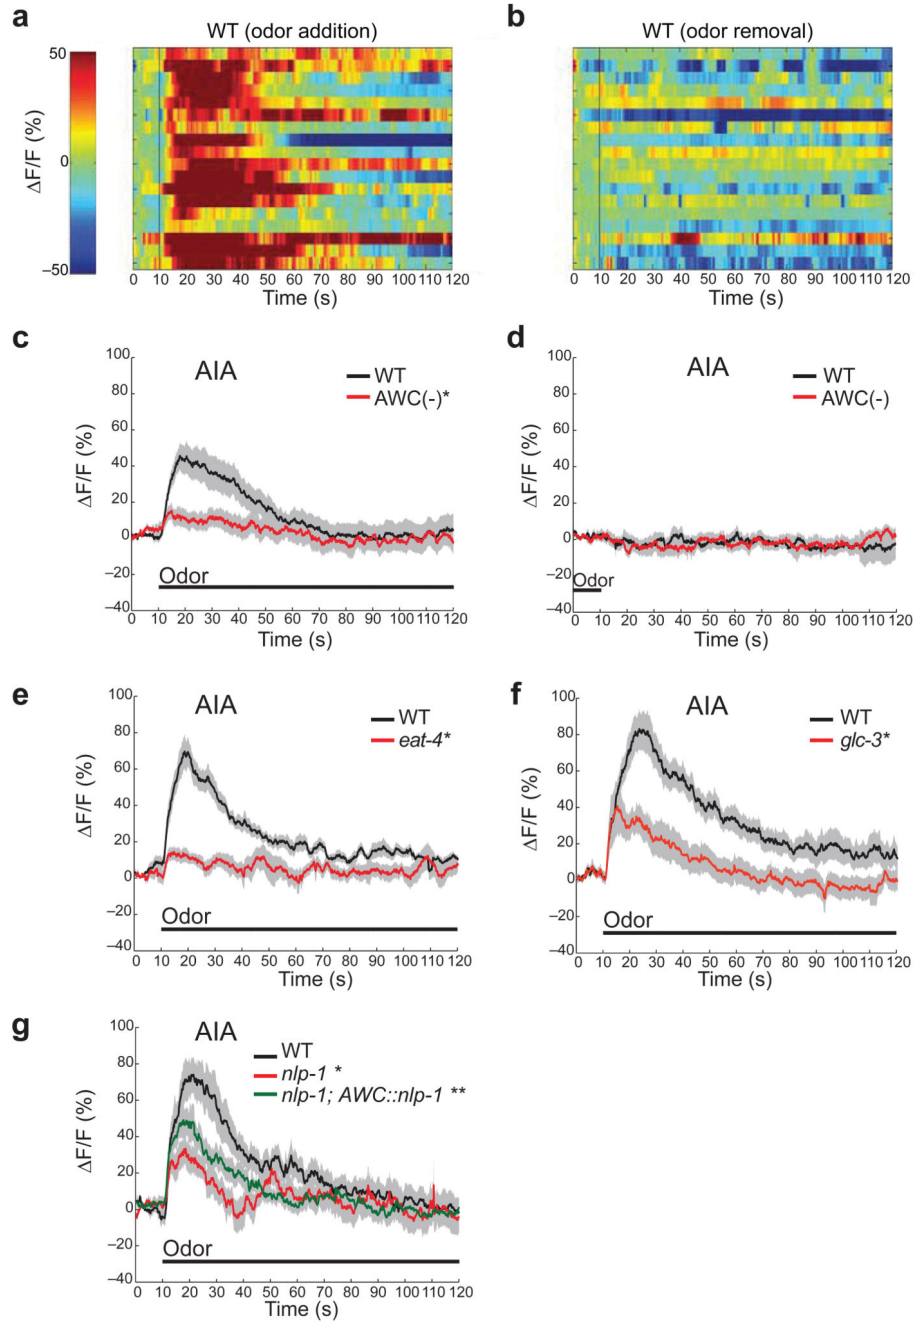 a
WT (odor addition)
50
0
–50
ΔF/F (%)
0 10 20 30 40 50 60 70 80 90 100 110 120
Time (s)
b
WT (odor removal)
0 10 20 30 40 50 60 70 80 90 100 110 120
Time (s)
c
AIA
WT
AWC(-)*
100
80
60
40
20
0
–20
–40
ΔF/F (%)
Odor
0 10 20 30 40 50 60 70 80 90 100 110 120
Time (s)
d
AIA
WT
AWC(-)
100
80
60
40
20
0
–20
–40
ΔF/F (%)
Odor
0 10 20 30 40 50 60 70 80 90 100 110 120
Time (s)
e
AIA
WT
eat-4*
100
80
60
40
20
0
–20
–40
ΔF/F (%)
Odor
0 10 20 30 40 50 60 70 80 90 100 110 120
Time (s)
f
AIA
WT
glc-3*
100
80
60
40
20
0
–20
–40
ΔF/F (%)
Odor
0 10 20 30 40 50 60 70 80 90 100 110 120
Time (s)
g
AIA
WT
nlp-1 *
nlp-1; AWC::nlp-1 **
100
80
60
40
20
0
–20
–40
ΔF/F (%)
Odor
0 10 20 30 40 50 60 70 80 90 100 110 120
Time (s)